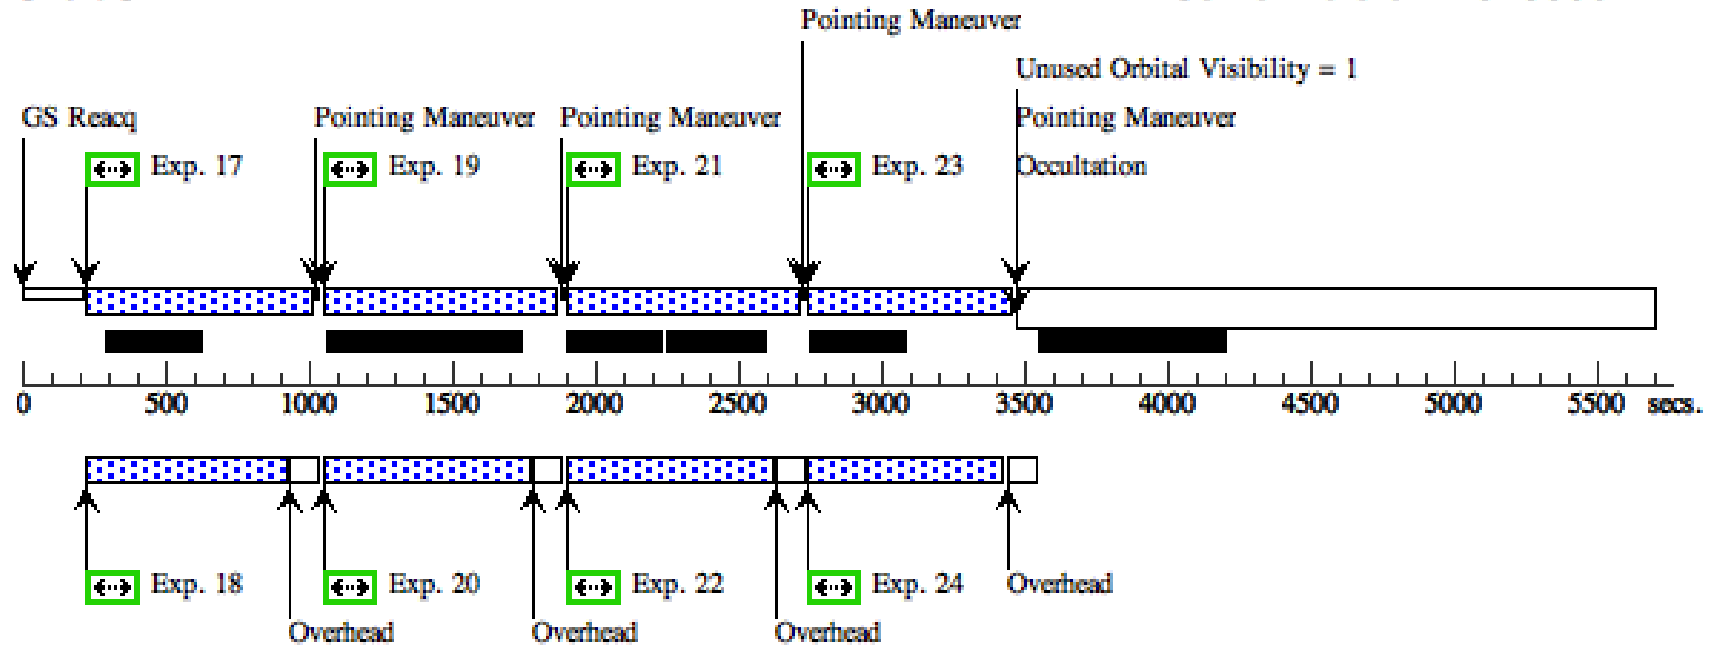 Pointing Maneuver
Unused Orbital Visibility = 1
GS Reacq
Pointing Maneuver
Pointing Maneuver
Pointing Maneuver
Exp. 17
Exp. 19
Exp. 21
Exp. 23
Occultation
0
500
1000
1500
2000
2500
3000
3500
4000
4500
5000
5500
secs.
Exp. 18
Exp. 20
Exp. 22
Exp. 24
Overhead
Overhead
Overhead
Overhead